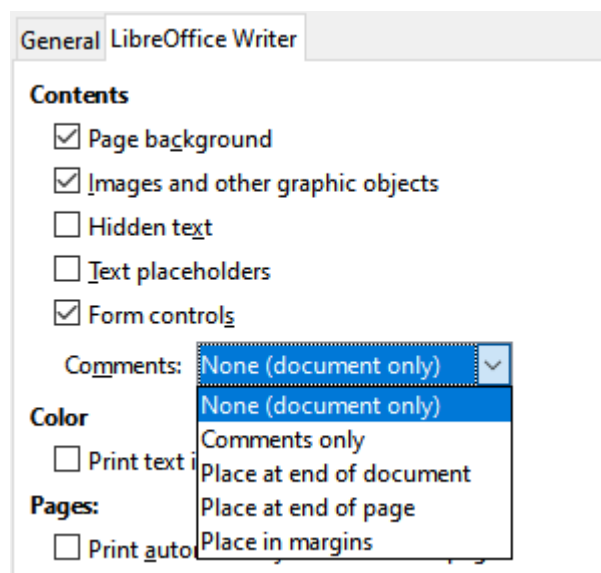 General LibreOffice Writer
Contents
Page background
Images and other graphic objects
Hidden text
Text placeholders
Form controls
Comments: None (document only)
None (document only)
Color
Comments only
Print text i
Place at end of document
Pages:
Place at end of page
Print
Place in margins